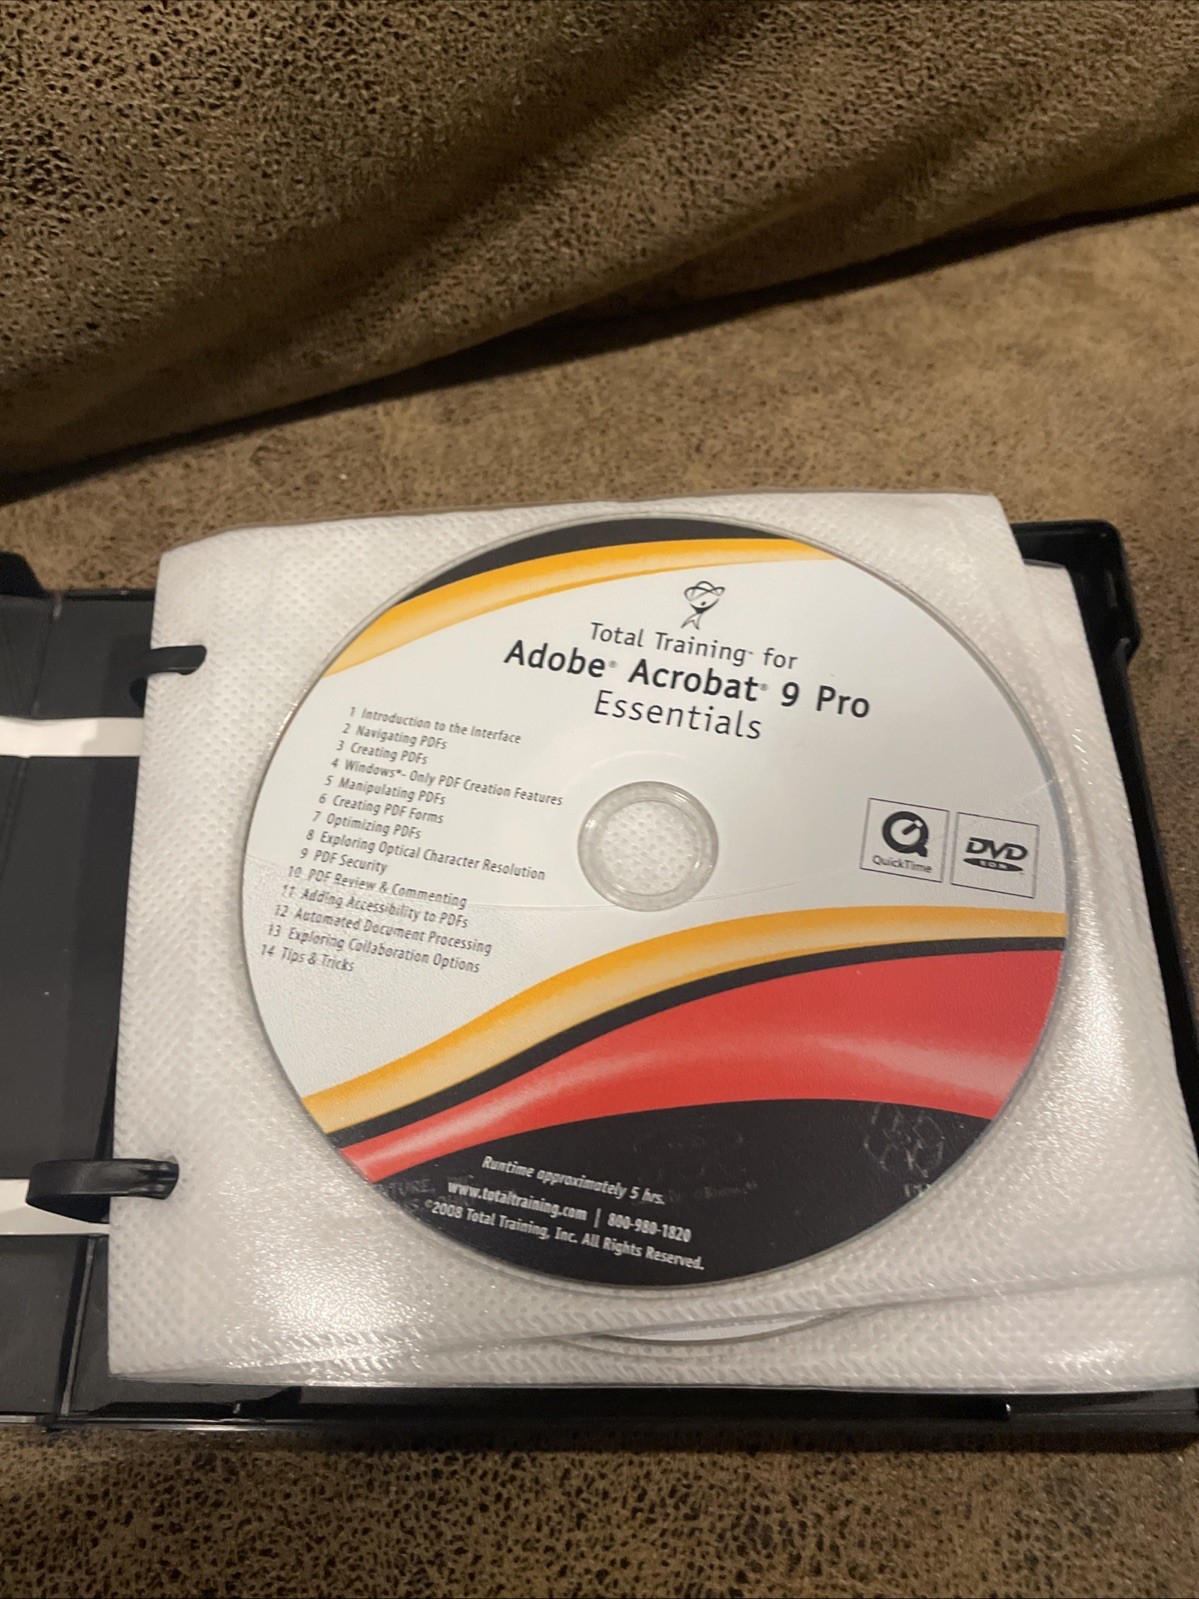 Total Training™ for
Adobe® Acrobat® 9 Pro
Essentials
1 Introduction to the Interface
2 Navigating PDFs
3 Creating PDFs
4 Windows®- Only PDF Creation Features
5 Manipulating PDFs
6 Creating PDF Forms
7 Optimizing PDFs
8 Exploring Optical Character Resolution
9 PDF Security
10 PDF Review & Commenting
11 Adding Accessibility to PDFs
12 Automated Document Processing
13 Exploring Collaboration Options
14 Tips & Tricks
QuickTime
DVD
ROM
Runtime approximately 5 hrs.
www.totaltraining.com | 800-980-1820
©2008 Total Training, Inc. All Rights Reserved.